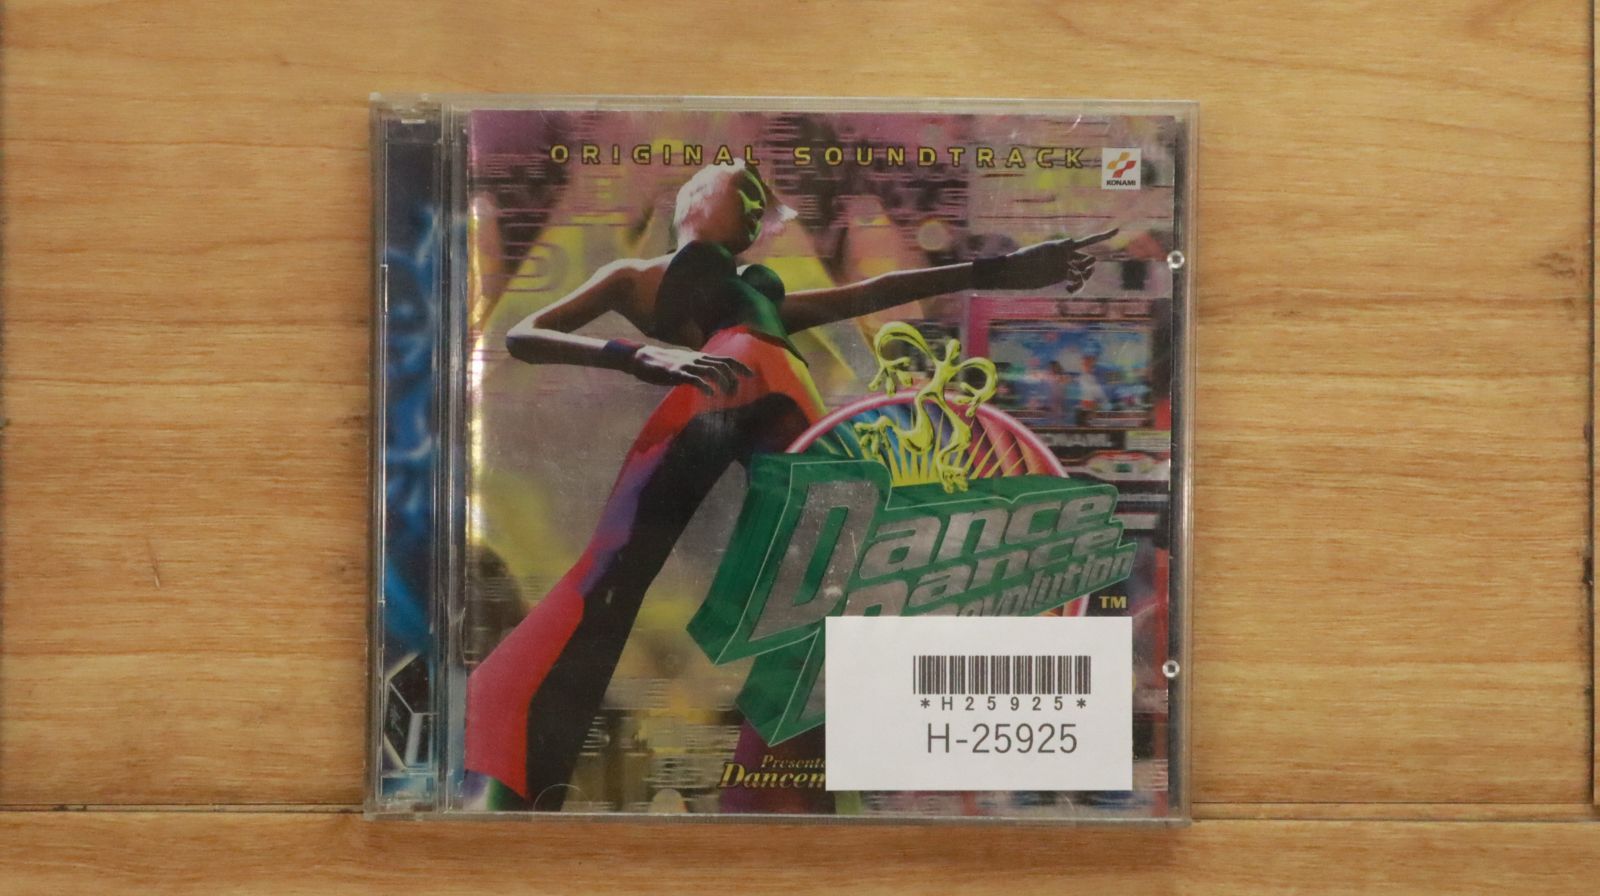 ORIGINAL SOUNDTRACK
KONAMI
Dance
Dance
Revolution
TM
*H25925*
H-25925